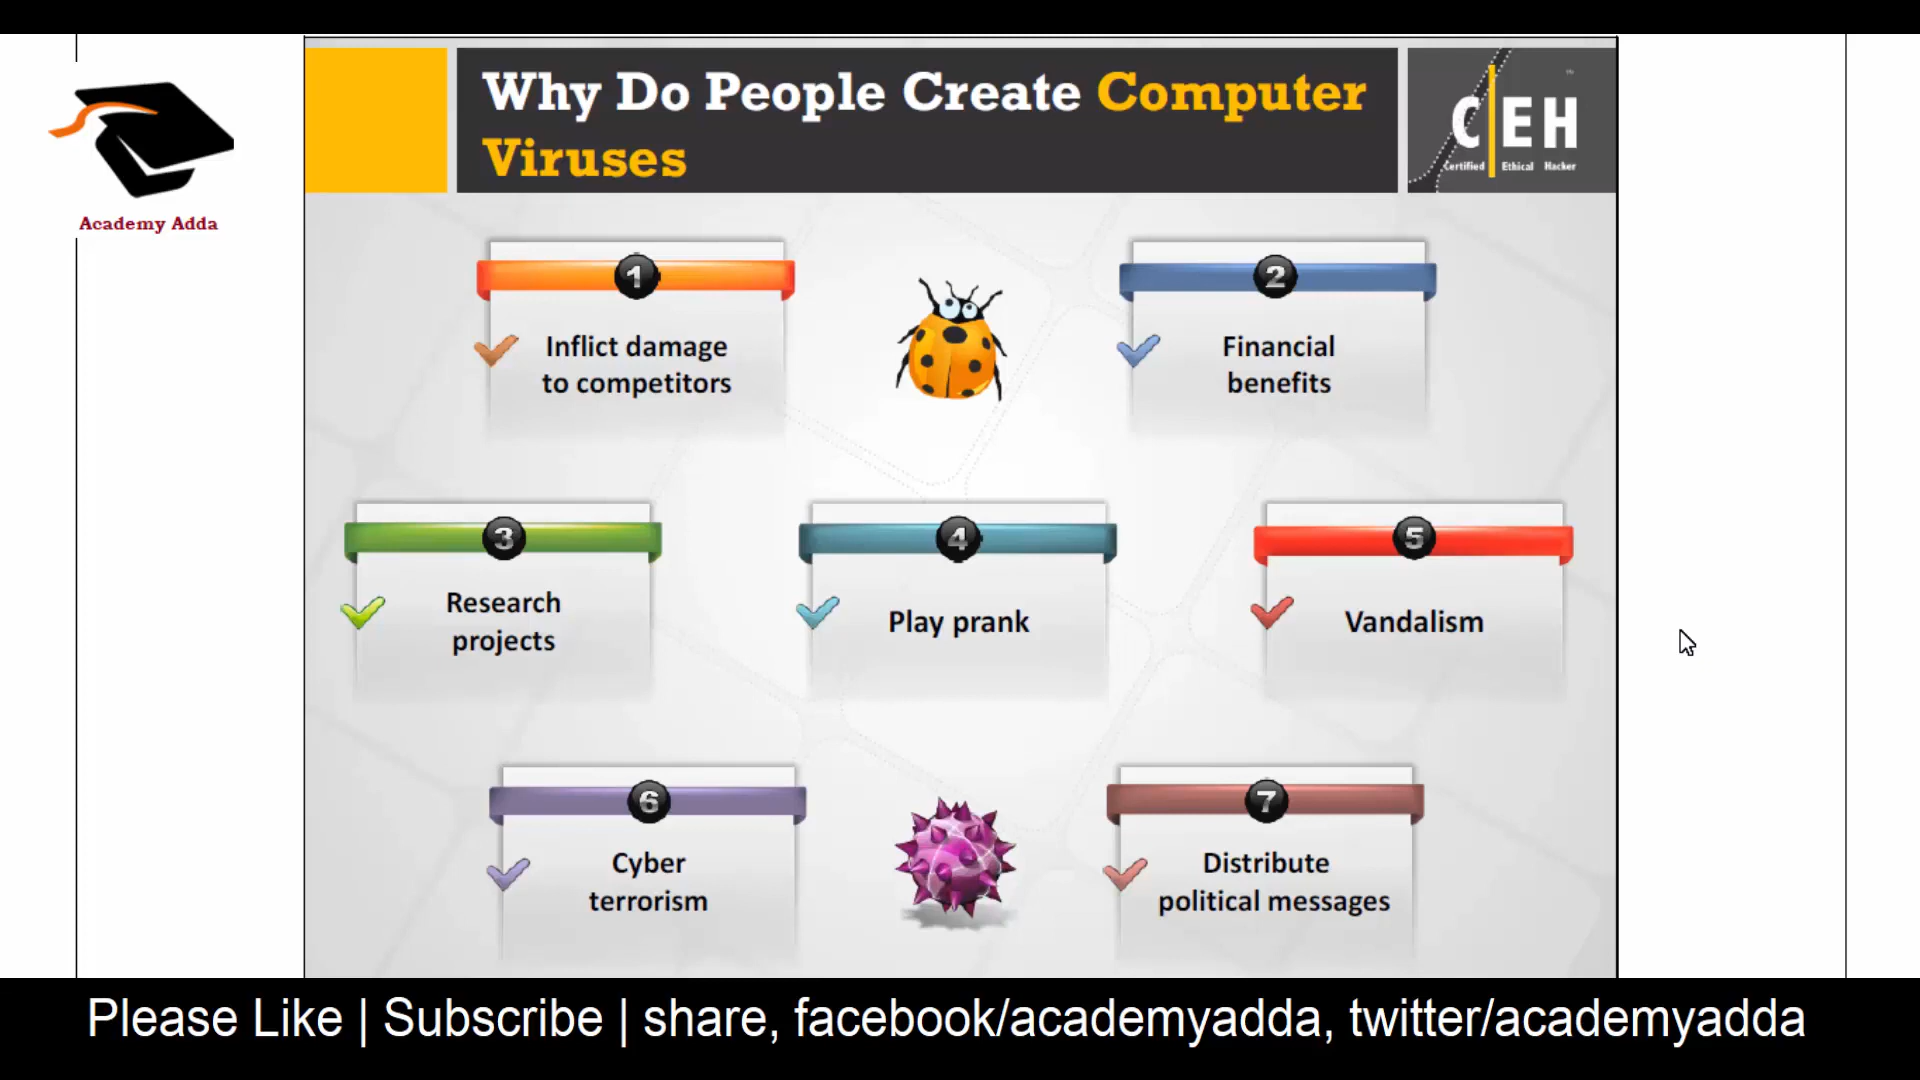 Why Do People Create Computer
Viruses
C|EH
TM
Certified Ethical Hacker
Academy Adda
1
Inflict damage
to competitors
2
Financial
benefits
3
Research
projects
4
Play prank
5
Vandalism
6
Cyber
terrorism
7
Distribute
political messages
Please Like | Subscribe | share, facebook/academyadda, twitter/academyadda